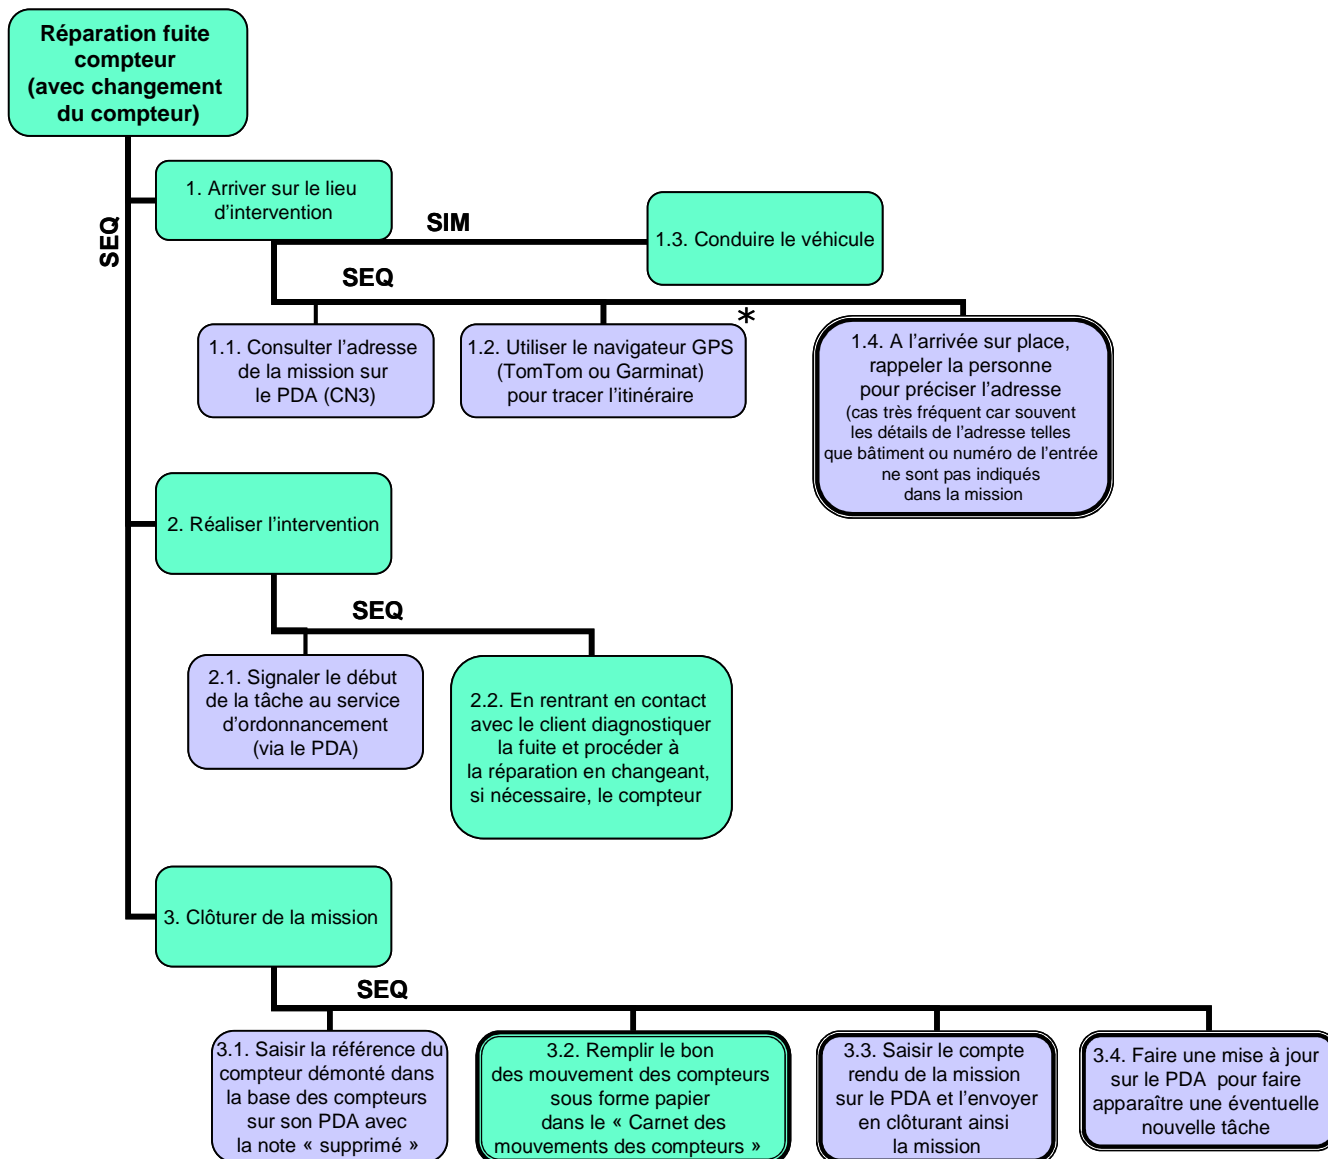 Réparation fuite
compteur
(avec changement
du compteur)
SEQ
1. Arriver sur le lieu
d’intervention
SIM
1.3. Conduire le véhicule
SEQ
1.1. Consulter l’adresse
de la mission sur
le PDA (CN3)
1.2. Utiliser le navigateur GPS
(TomTom ou Garminat)
pour tracer l’itinéraire
*
1.4. A l’arrivée sur place,
rappeler la personne
pour préciser l’adresse
(cas très fréquent car souvent
les détails de l’adresse telles
que bâtiment ou numéro de l’entrée
ne sont pas indiqués
dans la mission
2. Réaliser l’intervention
SEQ
2.1. Signaler le début
de la tâche au service
d’ordonnancement
(via le PDA)
2.2. En rentrant en contact
avec le client diagnostiquer
la fuite et procéder à
la réparation en changeant,
si nécessaire, le compteur
3. Clôturer de la mission
SEQ
3.1. Saisir la référence du
compteur démonté dans
la base des compteurs
sur son PDA avec
la note « supprimé »
3.2. Remplir le bon
des mouvement des compteurs
sous forme papier
dans le « Carnet des
mouvements des compteurs »
3.3. Saisir le compte
rendu de la mission
sur le PDA et l’envoyer
en clôturant ainsi
la mission
3.4. Faire une mise à jour
sur le PDA pour faire
apparaître une éventuelle
nouvelle tâche